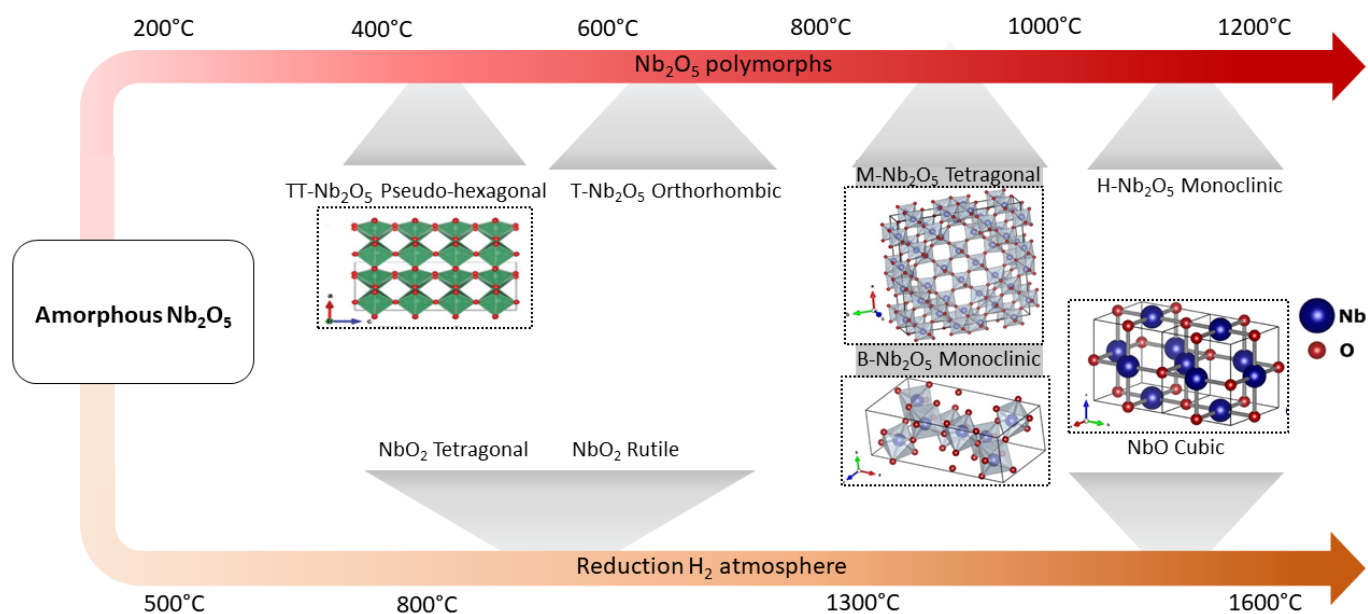 200°C 400°C 600°C 800°C 1000°C 1200°C
Nb₂O₅ polymorphs
TT-Nb₂O₅ Pseudo-hexagonal T-Nb₂O₅ Orthorhombic M-Nb₂O₅ Tetragonal H-Nb₂O₅ Monoclinic
Amorphous Nb₂O₅
Nb
O
B-Nb₂O₅ Monoclinic
NbO₂ Tetragonal NbO₂ Rutile NbO Cubic
Reduction H₂ atmosphere
500°C 800°C 1300°C 1600°C